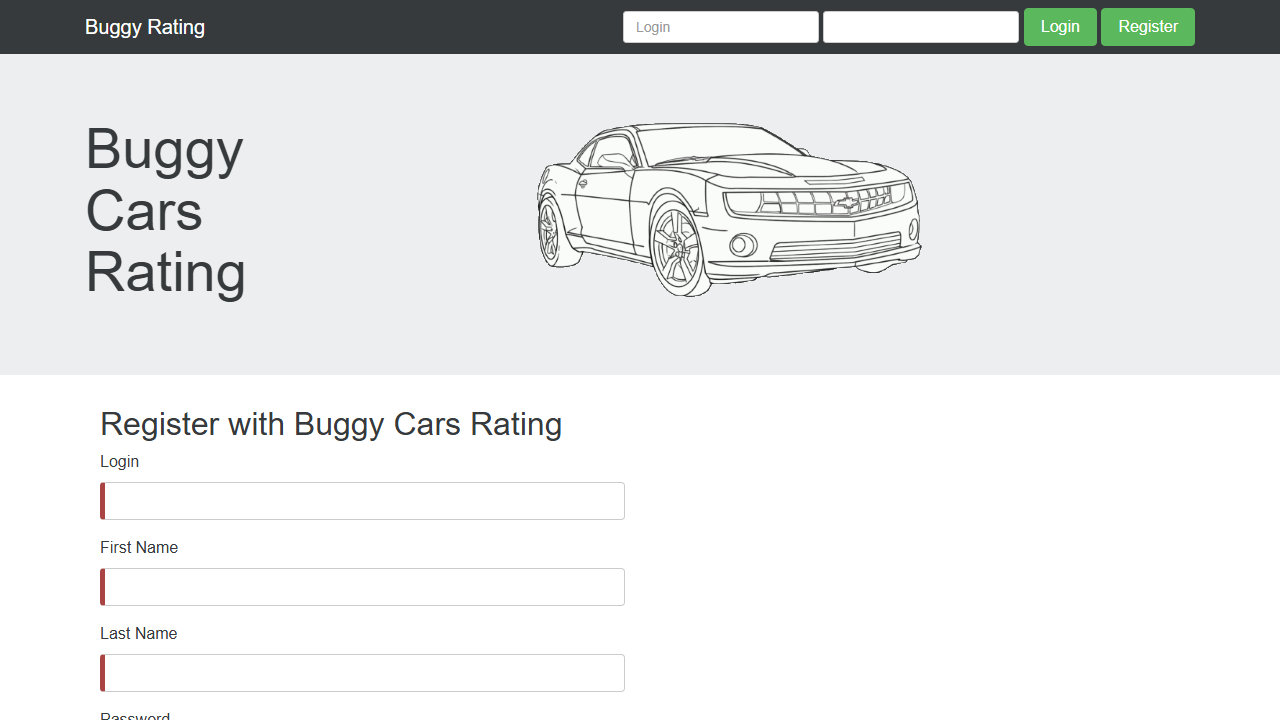 Buggy Rating
Login
Login
Register
Buggy
Cars
Rating
Register with Buggy Cars Rating
Login
First Name
Last Name
Password